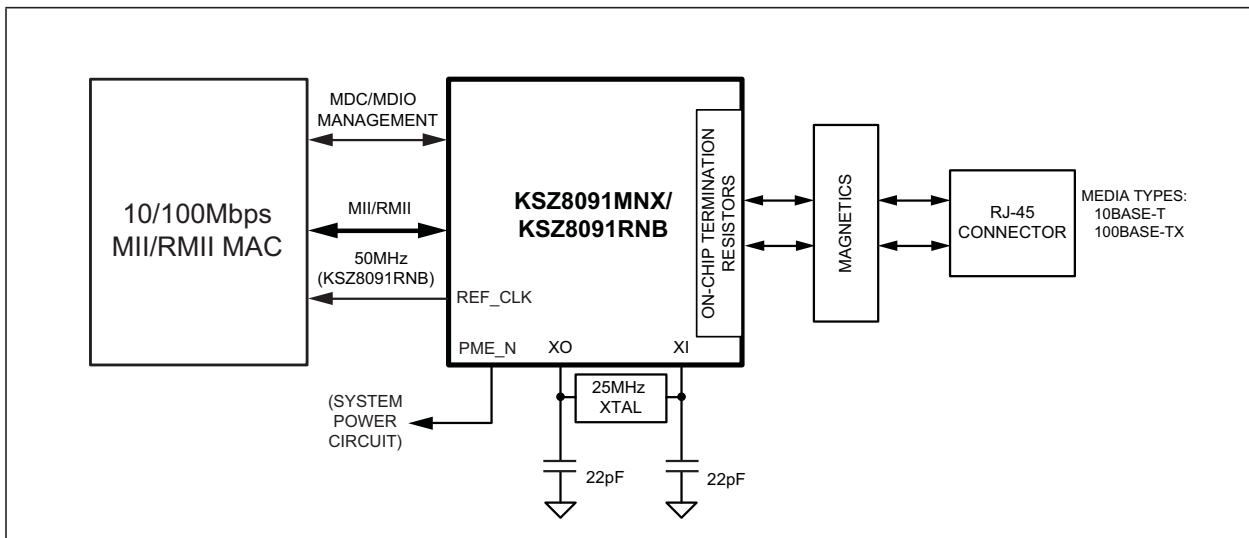 10/100Mbps
MII/RMII MAC
MDC/MDIO
MANAGEMENT
MII/RMII
50MHz
(KSZ8091RNB)
KSZ8091MNX/
KSZ8091RNB
REF_CLK
PME_N
XO
XI
ON-CHIP TERMINATION
RESISTORS
MAGNETICS
RJ-45
CONNECTOR
MEDIA TYPES:
10BASE-T
100BASE-TX
(SYSTEM
POWER
CIRCUIT)
25MHz
XTAL
22pF
22pF